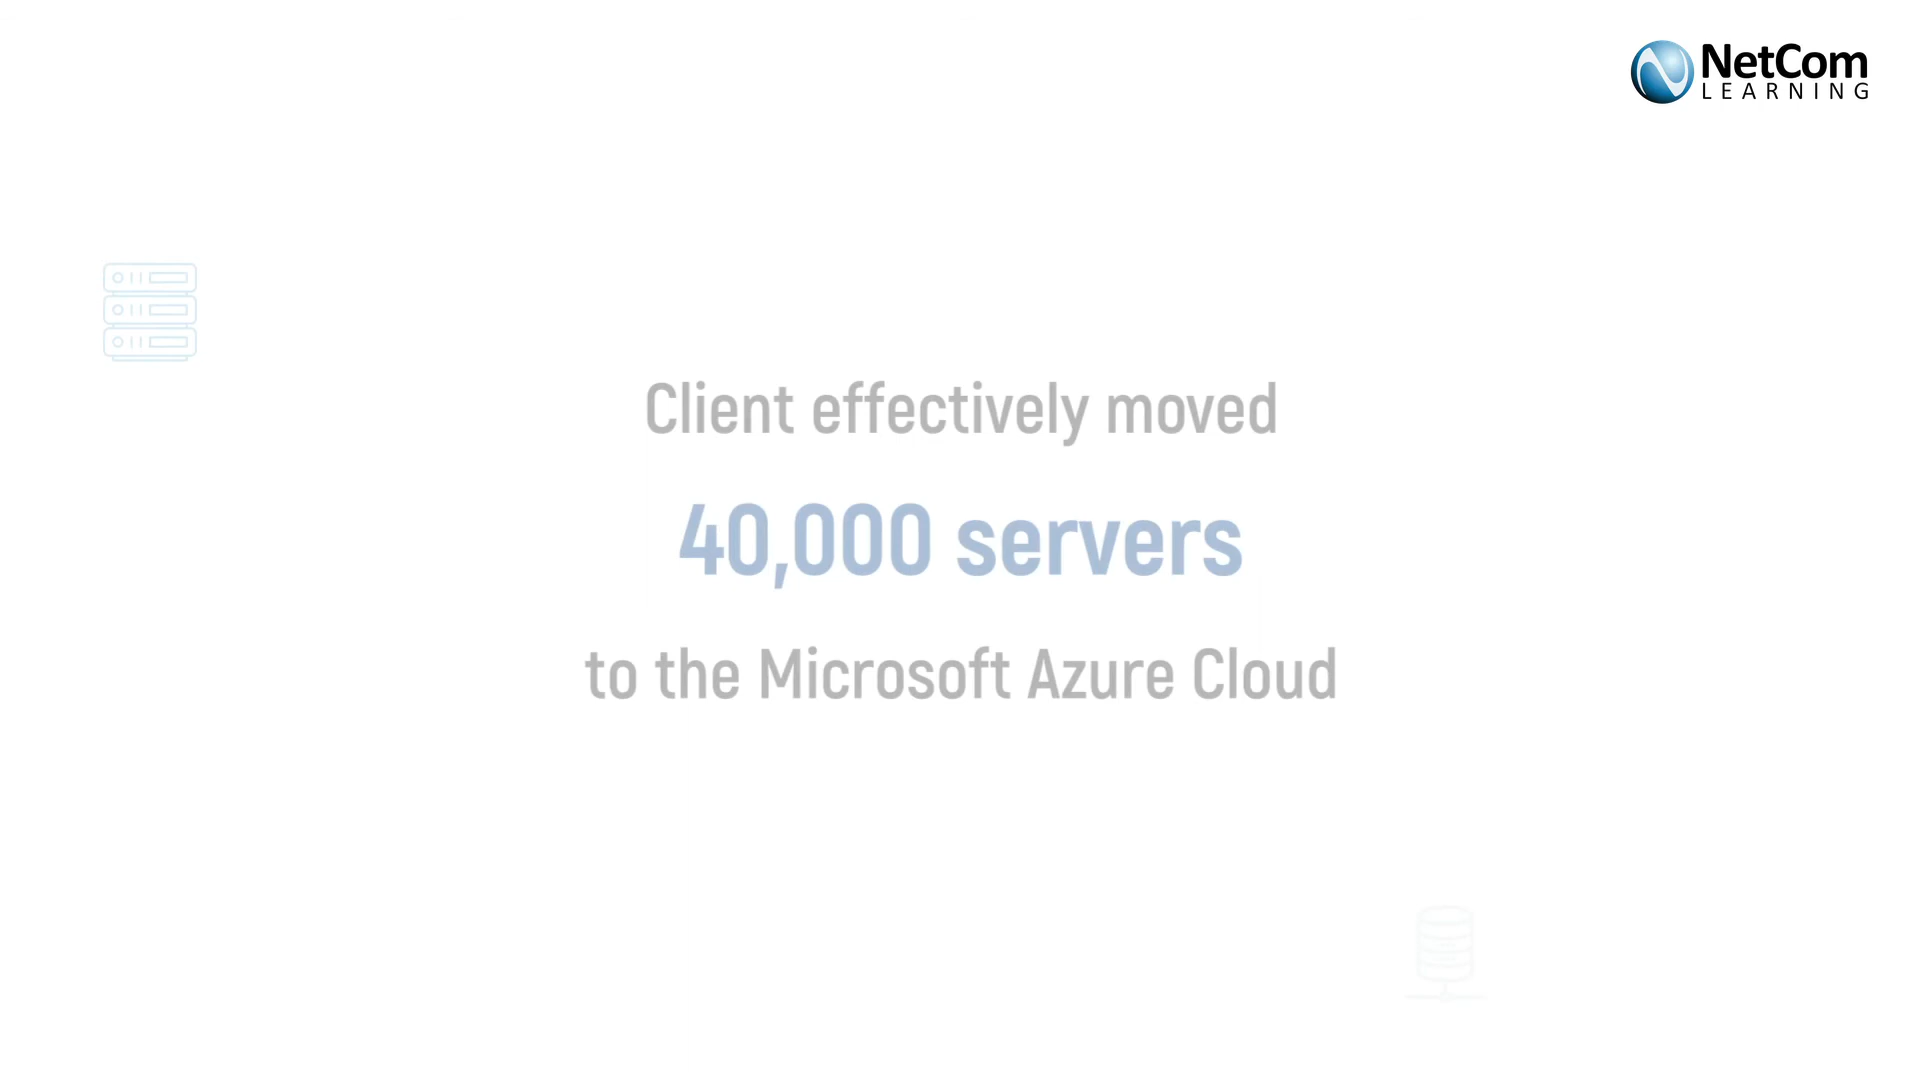 NetCom
LEARNING
Client effectively moved
40,000 servers
to the Microsoft Azure Cloud